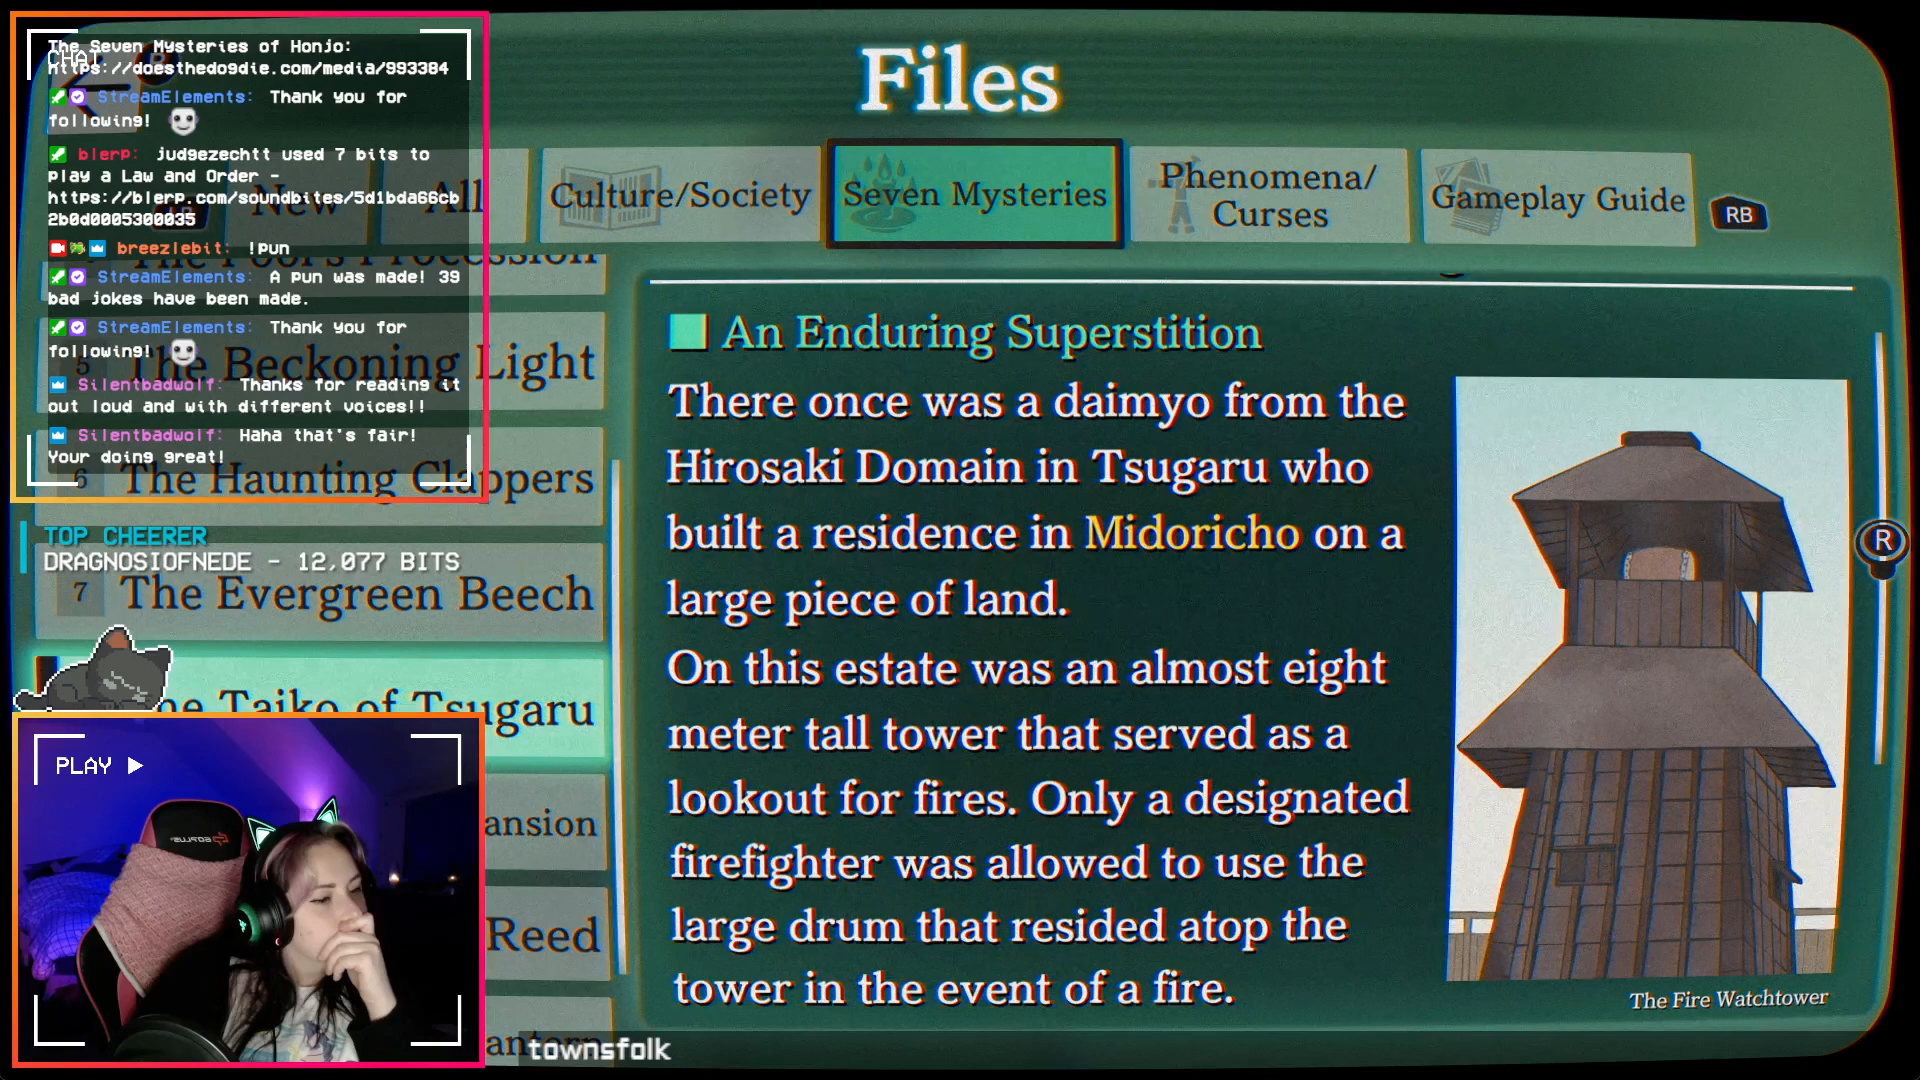 The Seven Mysteries of Honjo:
CHAT
https://doesthedogdie.com/media/993384
StreamElements: Thank you for
following!
blerp: judgezechtt used 7 bits to
play a Law and Order -
https://blerp.com/soundbites/5d1bda66cb
2b0d0005300035
breezlebit: !pun
StreamElements: A pun was made! 39
bad jokes have been made.
StreamElements: Thank you for
following!
Silentbadwolf: Thanks for reading it
out loud and with different voices!!
Silentbadwolf: Haha that's fair!
Your doing great!
TOP CHEERER
DRAGNOSIOFNEDE - 12,077 BITS
PLAY
Files
New
All
Culture/Society
Seven Mysteries
Phenomena/
Curses
Gameplay Guide
RB
The Foot's Procession
5 The Beckoning Light
6 The Haunting Clappers
7 The Evergreen Beech
The Taiko of Tsugaru
ansion
Reed
antern
An Enduring Superstition
There once was a daimyo from the
Hirosaki Domain in Tsugaru who
built a residence in Midoricho on a
large piece of land.
On this estate was an almost eight
meter tall tower that served as a
lookout for fires. Only a designated
firefighter was allowed to use the
large drum that resided atop the
tower in the event of a fire.
The Fire Watchtower
R
townsfolk